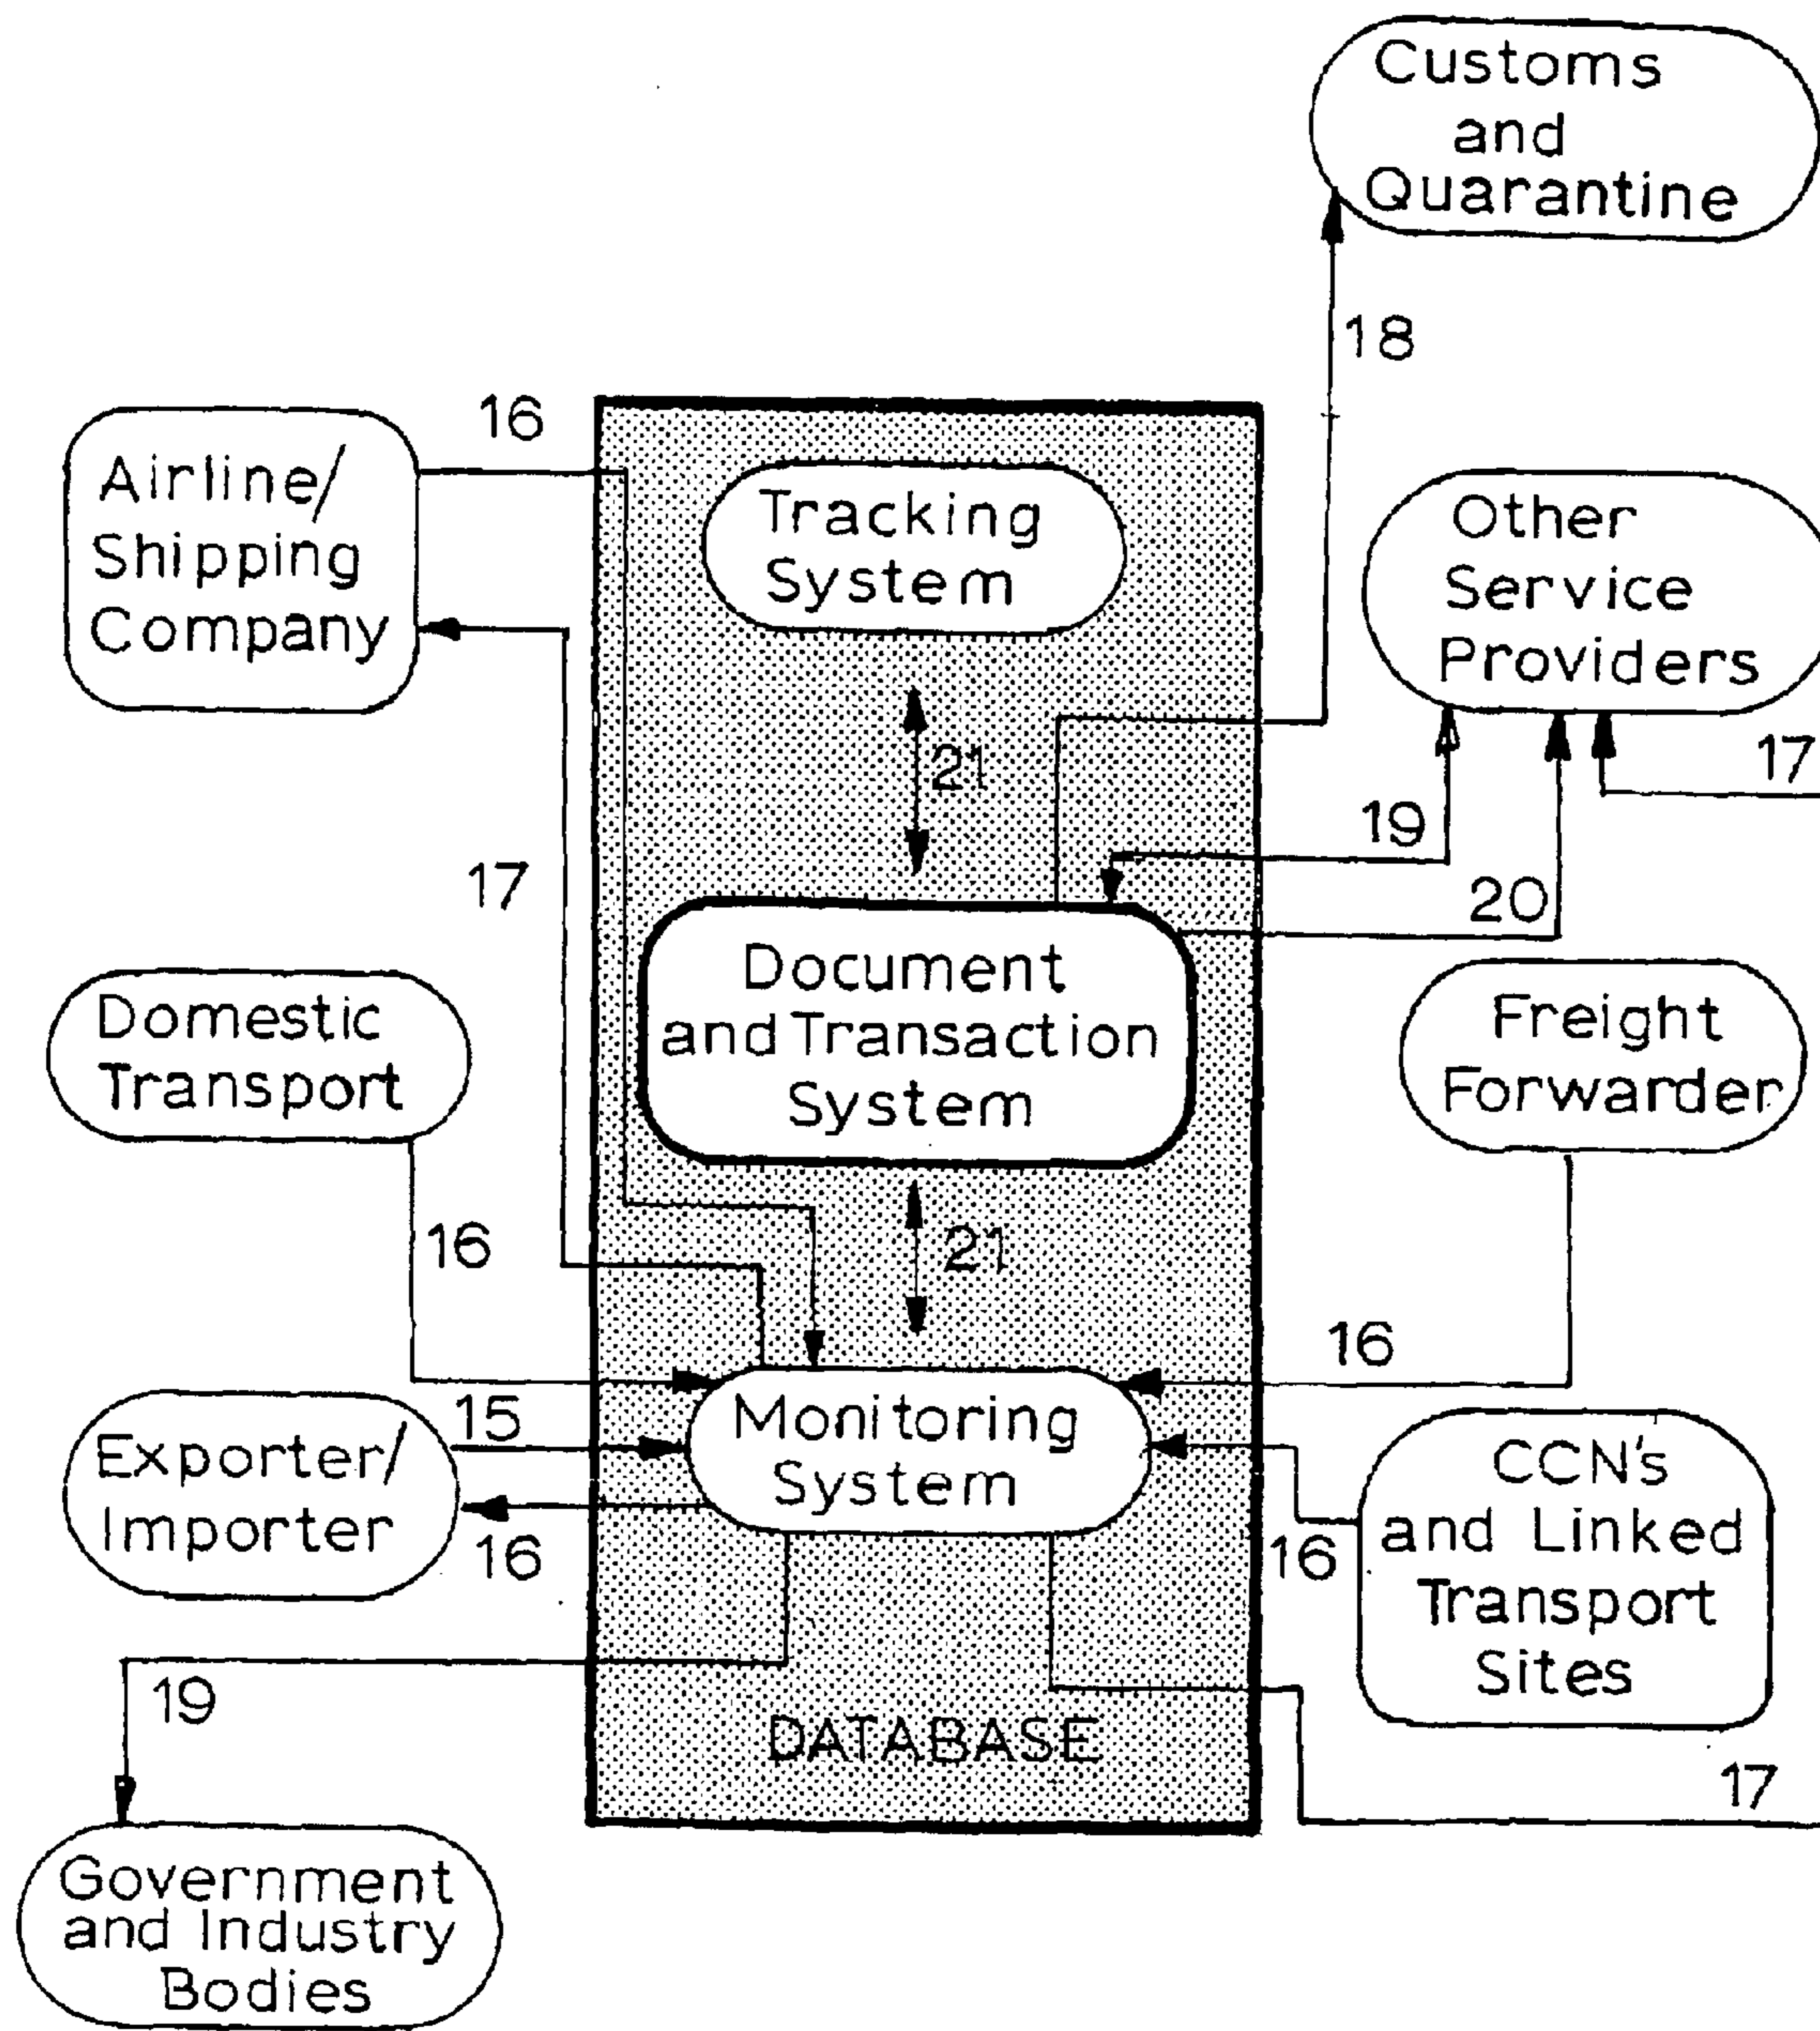 Customs
and
Quarantine
18
16
Airline/
Shipping
Company
Tracking
System
Other
Service
Providers
21
17
19
17
20
Document
and Transaction
System
Domestic
Transport
Freight
Forwarder
16
21
16
15
Monitoring
System
Exporter/
Importer
16
CCN's
and Linked
Transport
Sites
16
19
DATABASE
17
Government
and Industry
Bodies